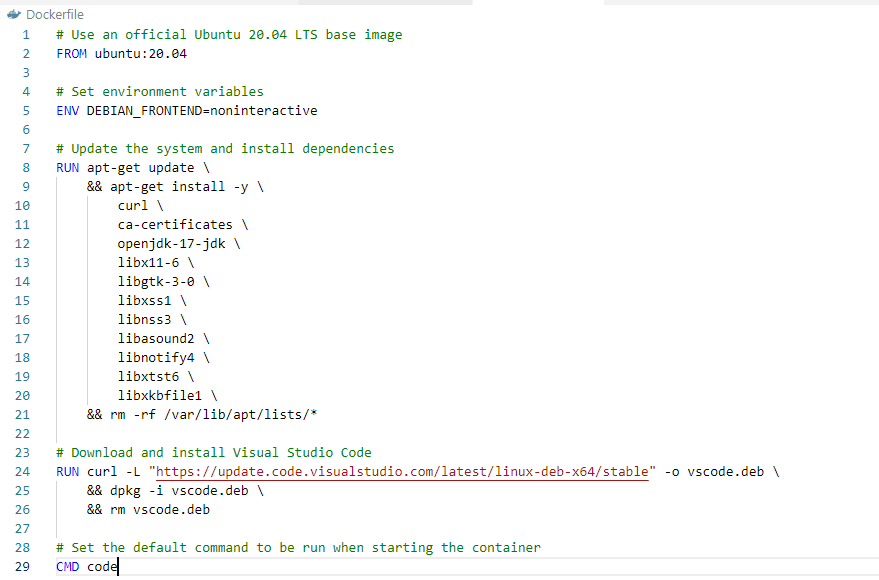 Dockerfile
1 # Use an official Ubuntu 20.04 LTS base image
2 FROM ubuntu:20.04
3
4 # Set environment variables
5 ENV DEBIAN_FRONTEND=noninteractive
6
7 # Update the system and install dependencies
8 RUN apt-get update \
9     && apt-get install -y \
10         curl \
11         ca-certificates \
12         openjdk-17-jdk \
13         libx11-6 \
14         libgtk-3-0 \
15         libxss1 \
16         libnss3 \
17         libasound2 \
18         libnotify4 \
19         libxtst6 \
20         libxkbfile1 \
21     && rm -rf /var/lib/apt/lists/*
22
23 # Download and install Visual Studio Code
24 RUN curl -L "https://update.code.visualstudio.com/latest/linux-deb-x64/stable" -o vscode.deb \
25     && dpkg -i vscode.deb \
26     && rm vscode.deb
27
28 # Set the default command to be run when starting the container
29 CMD code